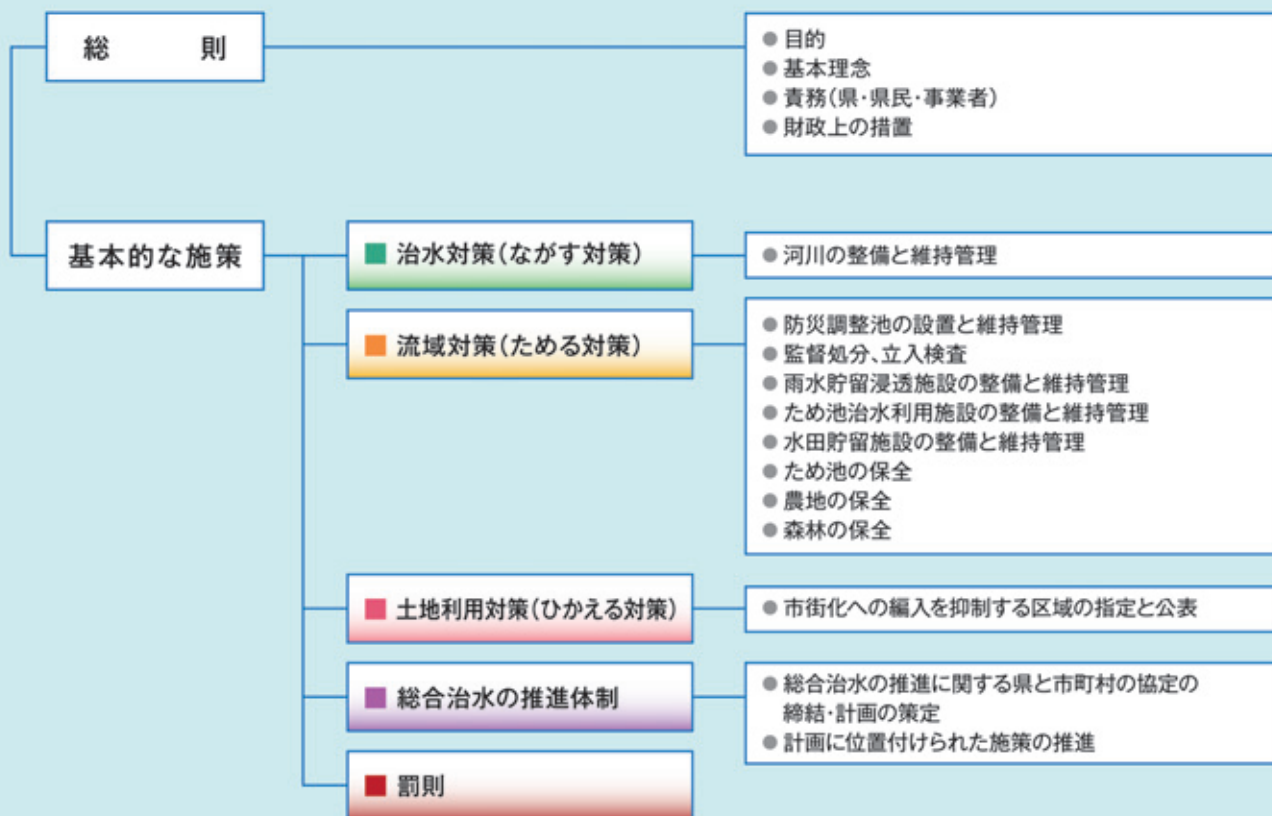 総 則
● 目的
● 基本理念
● 責務(県・県民・事業者)
● 財政上の措置
基本的な施策
■ 治水対策(ながす対策)
● 河川の整備と維持管理
■ 流域対策(ためる対策)
● 防災調整池の設置と維持管理
● 監督処分、立入検査
● 雨水貯留浸透施設の整備と維持管理
● ため池治水利用施設の整備と維持管理
● 水田貯留施設の整備と維持管理
● ため池の保全
● 農地の保全
● 森林の保全
■ 土地利用対策(ひかえる対策)
● 市街化への編入を抑制する区域の指定と公表
■ 総合治水の推進体制
● 総合治水の推進に関する県と市町村の協定の
締結・計画の策定
● 計画に位置付けられた施策の推進
■ 罰則